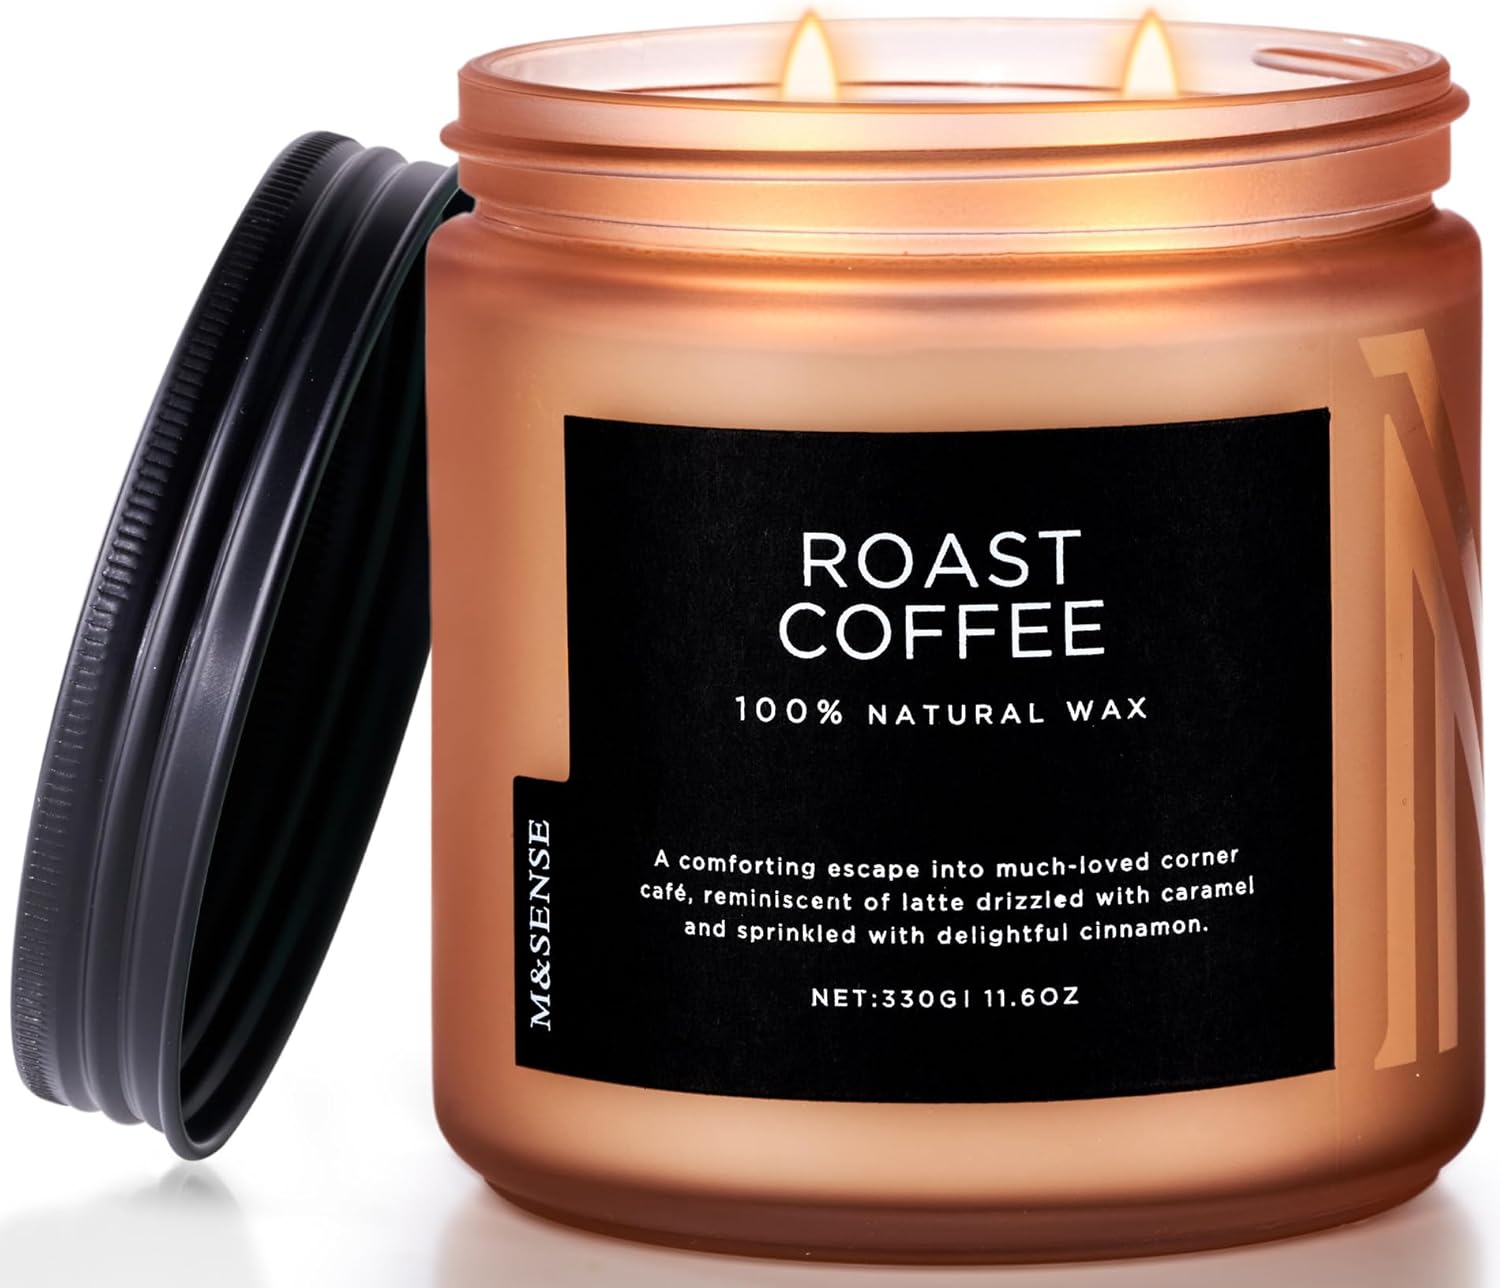 ROAST
COFFEE
100% NATURAL WAX
A comforting escape into much-loved corner
café, reminiscent of latte drizzled with caramel
and sprinkled with delightful cinnamon.
NET:330G| 11.6OZ
M&SENSE